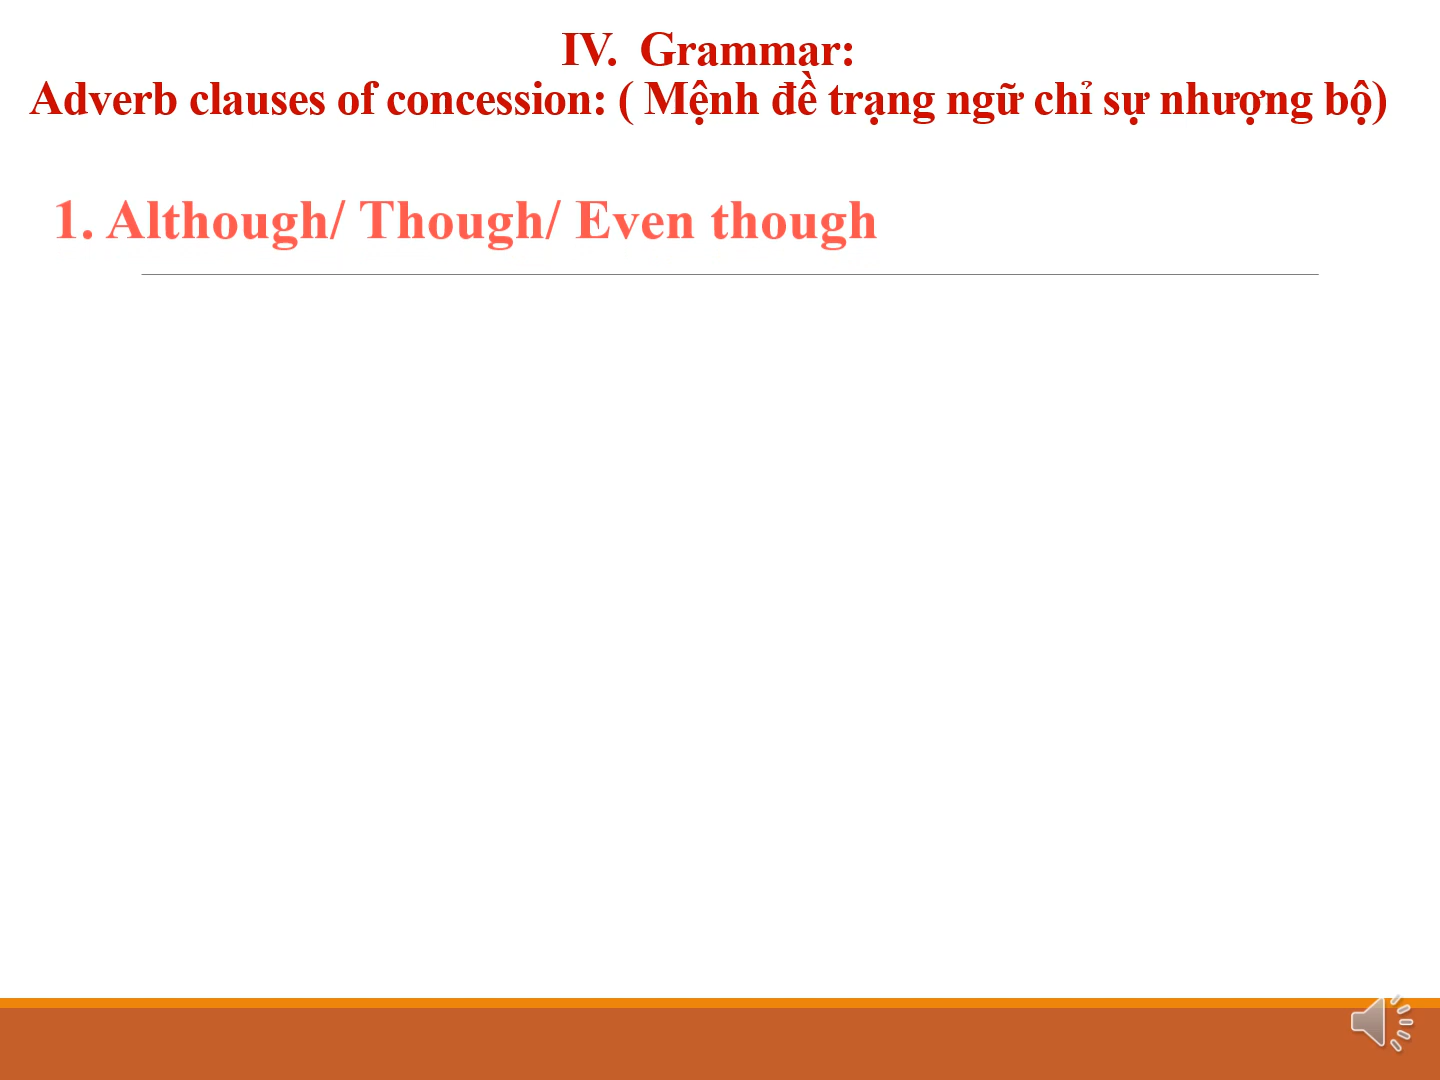 IV. Grammar:
Adverb clauses of concession: ( Mệnh đề trạng ngữ chỉ sự nhượng bộ)
1. Although/ Though/ Even though